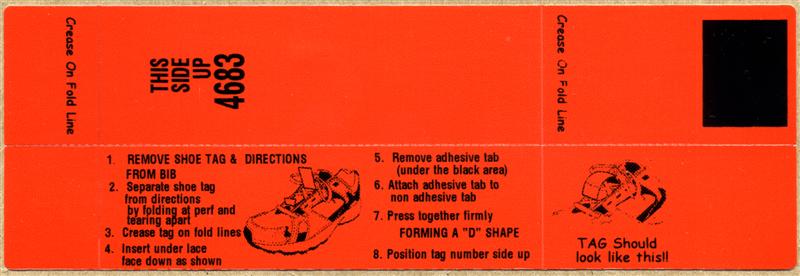 Crease On Fold Line
THIS
SIDE
UP
4683
Crease On Fold Line
1. REMOVE SHOE TAG & DIRECTIONS
FROM BIB
2. Separate shoe tag
from directions
by folding at perf and
tearing apart
3. Crease tag on fold lines
4. Insert under lace
face down as shown
5. Remove adhesive tab
(under the black area)
6. Attach adhesive tab to
non adhesive tab
7. Press together firmly
FORMING A "D" SHAPE
8. Position tag number side up
TAG Should
look like this!!